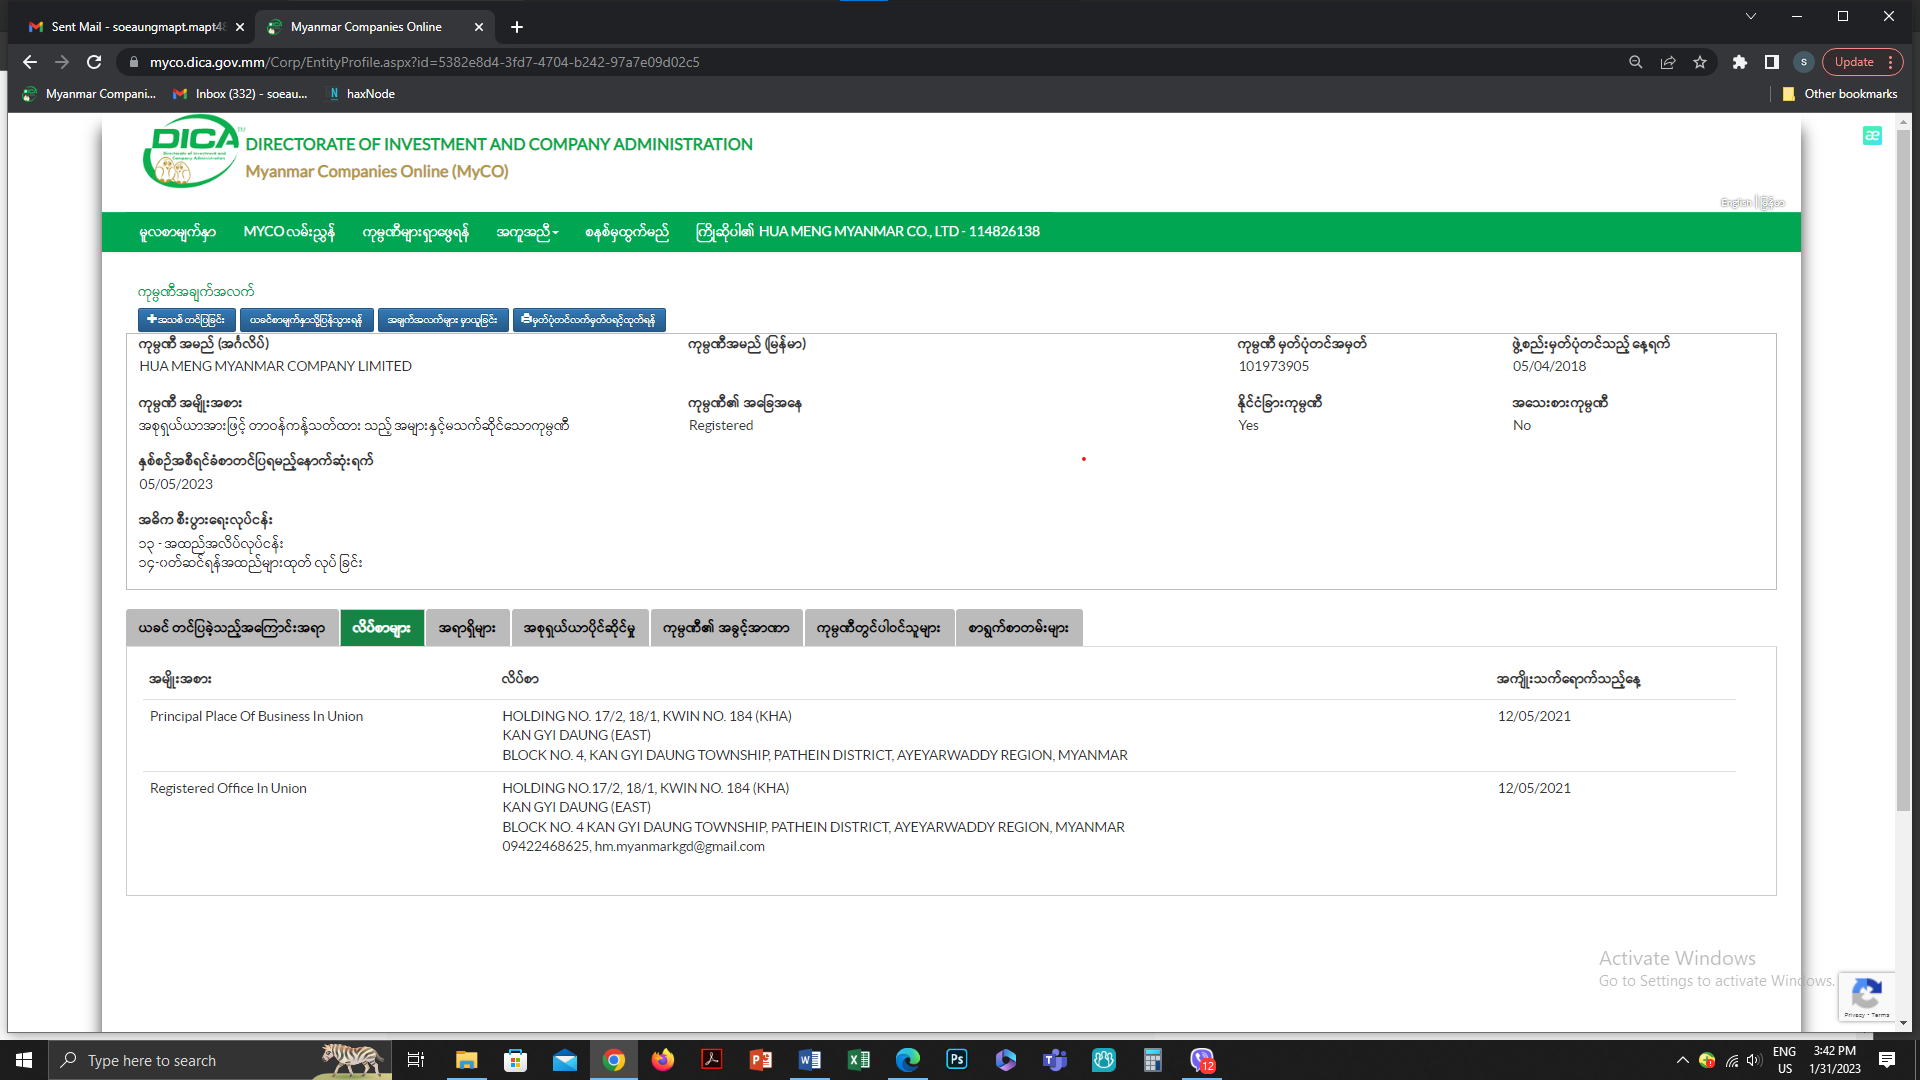 Sent Mail - soeaungmapt.mapt48
Myanmar Companies Online
myco.dica.gov.mm/Corp/EntityProfile.aspx?id=5382e8d4-3fd7-4704-b242-97a7e09d02c5
S
Update
Myanmar Compani...
Inbox (332) - soeau...
haxNode
Other bookmarks
DICA
Directorate of Investment and
Company Administration
TM
DIRECTORATE OF INVESTMENT AND COMPANY ADMINISTRATION
Myanmar Companies Online (MyCO)
æ
English | မြန်မာ
မူလစာမျက်နှာ
MYCO လမ်းညွှန်
ကုမ္ပဏီများရှာဖွေရန်
အကူအညီ
စနစ်မှထွက်မည်
ကြိုဆိုပါ၏ HUA MENG MYANMAR CO., LTD - 114826138
ကုမ္ပဏီအချက်အလက်
အသစ် တင်ပြခြင်း
ယခင်စာမျက်နှာသို့ပြန်သွားရန်
အချက်အလက်များ မှာယူခြင်း
မှတ်ပုံတင်လက်မှတ်ပရင့်ထုတ်ရန်
ကုမ္ပဏီ အမည် (အင်္ဂလိပ်)
ကုမ္ပဏီအမည် (မြန်မာ)
ကုမ္ပဏီ မှတ်ပုံတင်အမှတ်
ဖွဲ့စည်းမှတ်ပုံတင်သည့် နေ့ရက်
HUA MENG MYANMAR COMPANY LIMITED
101973905
05/04/2018
ကုမ္ပဏီ အမျိုးအစား
ကုမ္ပဏီ၏ အခြေအနေ
နိုင်ငံခြားကုမ္ပဏီ
အသေးစားကုမ္ပဏီ
အစုရှယ်ယာအားဖြင့် တာဝန်ကန့်သတ်ထား သည့် အများနှင့်မသက်ဆိုင်သောကုမ္ပဏီ
Registered
Yes
No
နှစ်စဉ်အစီရင်ခံစာတင်ပြရမည့်နောက်ဆုံးရက်
05/05/2023
အဓိက စီးပွားရေးလုပ်ငန်း
၁၃ - အထည်အလိပ်လုပ်ငန်း
၁၄-ဝတ်ဆင်ရန်အထည်များထုတ် လုပ် ခြင်း
ယခင် တင်ပြခဲ့သည့်အကြောင်းအရာ
လိပ်စာများ
အရာရှိများ
အစုရှယ်ယာပိုင်ဆိုင်မှု
ကုမ္ပဏီ၏ အခွင့်အာဏာ
ကုမ္ပဏီတွင်ပါဝင်သူများ
စာရွက်စာတမ်းများ
အမျိုးအစား
လိပ်စာ
အကျိုးသက်ရောက်သည့်နေ့
Principal Place Of Business In Union
HOLDING NO. 17/2, 18/1, KWIN NO. 184 (KHA)
12/05/2021
KAN GYI DAUNG (EAST)
BLOCK NO. 4, KAN GYI DAUNG TOWNSHIP, PATHEIN DISTRICT, AYEYARWADDY REGION, MYANMAR
Registered Office In Union
HOLDING NO.17/2, 18/1, KWIN NO. 184 (KHA)
12/05/2021
KAN GYI DAUNG (EAST)
BLOCK NO. 4 KAN GYI DAUNG TOWNSHIP, PATHEIN DISTRICT, AYEYARWADDY REGION, MYANMAR
09422468625, hm.myanmarkgd@gmail.com
Activate Windows
Go to Settings to activate Windows.
Privacy - Terms
Type here to search
Ps
12
ENG
US
3:42 PM
1/31/2023